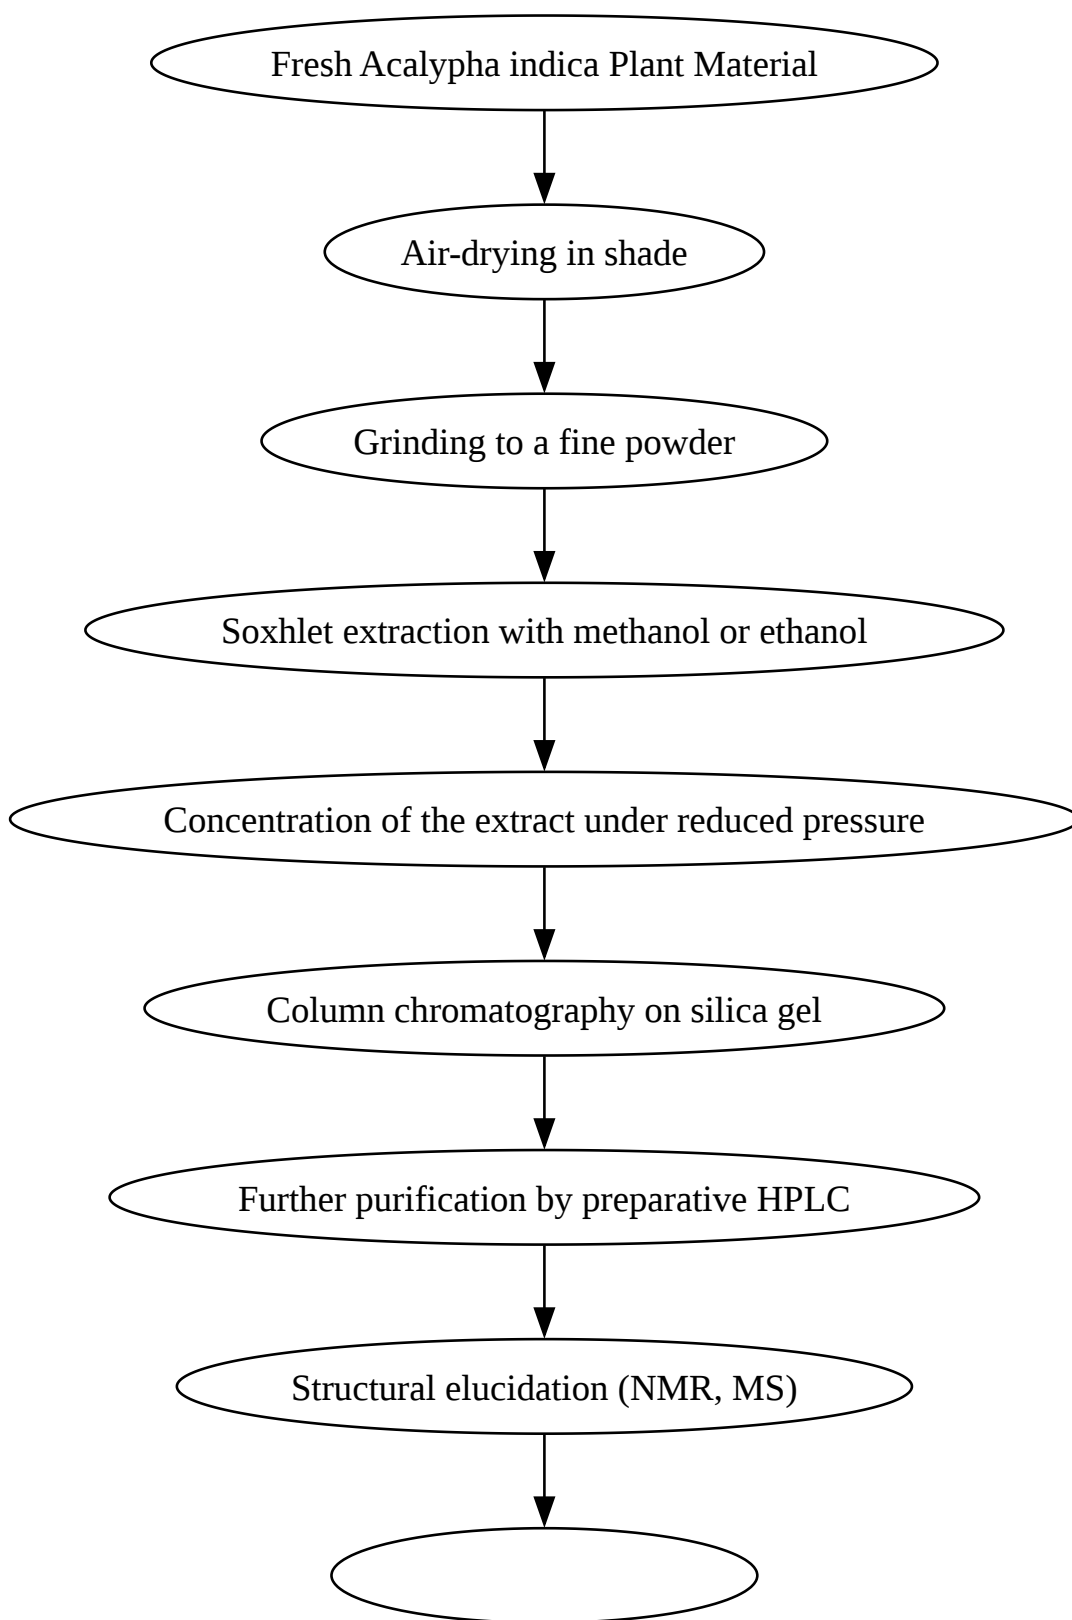 Fresh Acalypha indica Plant Material
Air-drying in shade
Grinding to a fine powder
Soxhlet extraction with methanol or ethanol
Concentration of the extract under reduced pressure
Column chromatography on silica gel
Further purification by preparative HPLC
Structural elucidation (NMR, MS)